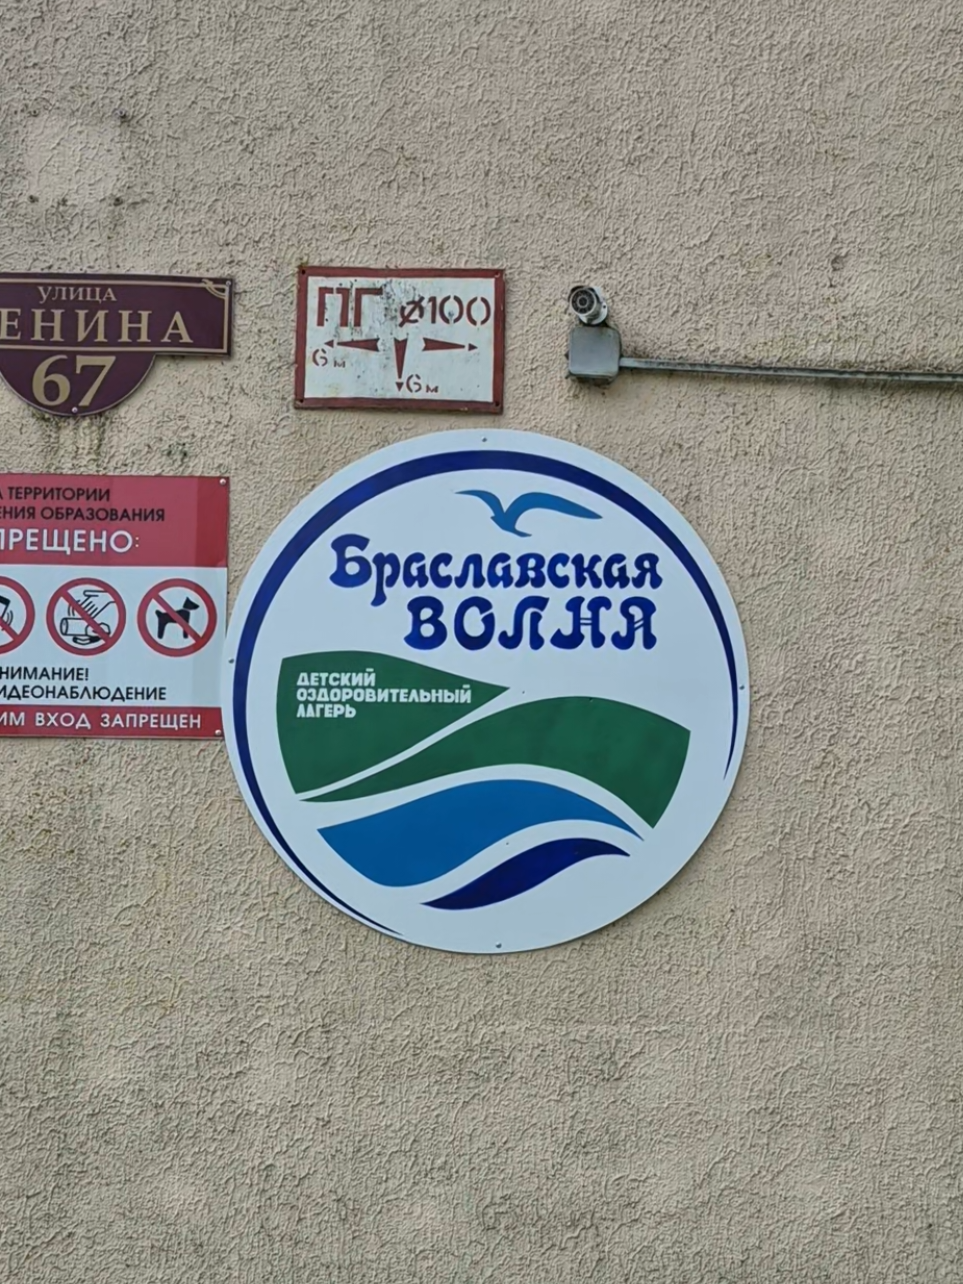 УЛИЦА
ЕНИНА
67
ПГ ø100
6м
6м
ТЕРРИТОРИИ
ЕНИЯ ОБРАЗОВАНИЯ
ПРЕЩЕНО:
НИМАНИЕ!
ИДЕОНАБЛЮДЕНИЕ
ИМ ВХОД ЗАПРЕЩЕН
Браславская
ВОЛНА
ДЕТСКИЙ
ОЗДОРОВИТЕЛЬНЫЙ
ЛАГЕРЬ